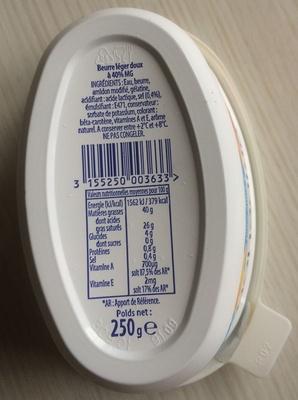 Beurre léger doux
à 40% MG
INGRÉDIENTS : Eau, beurre,
amidon modifié, gélatine,
acidifiant : acide lactique, sel (0,4%),
émulsifiant : E471, conservateur :
sorbate de potassium, colorant :
bêta-carotène, vitamines A et E, arôme
naturel. A conserver entre +2°C et +8°C.
NE PAS CONGELER.
3 155250 003633 >
Valeurs nutritionnelles moyennes pour 100 g
Energie (kJ/kcal) 1562 kJ / 379 kcal
Matières grasses 40 g
dont acides
gras saturés 26 g
Glucides 4 g
dont sucres 0 g
Protéines 0,8 g
Sel 0,4 g
Vitamine A 700µg
soit 87,5% des AR*
Vitamine E 2mg
soit 17% des AR*
*AR : Apport de Référence.
Poids net :
250 g e